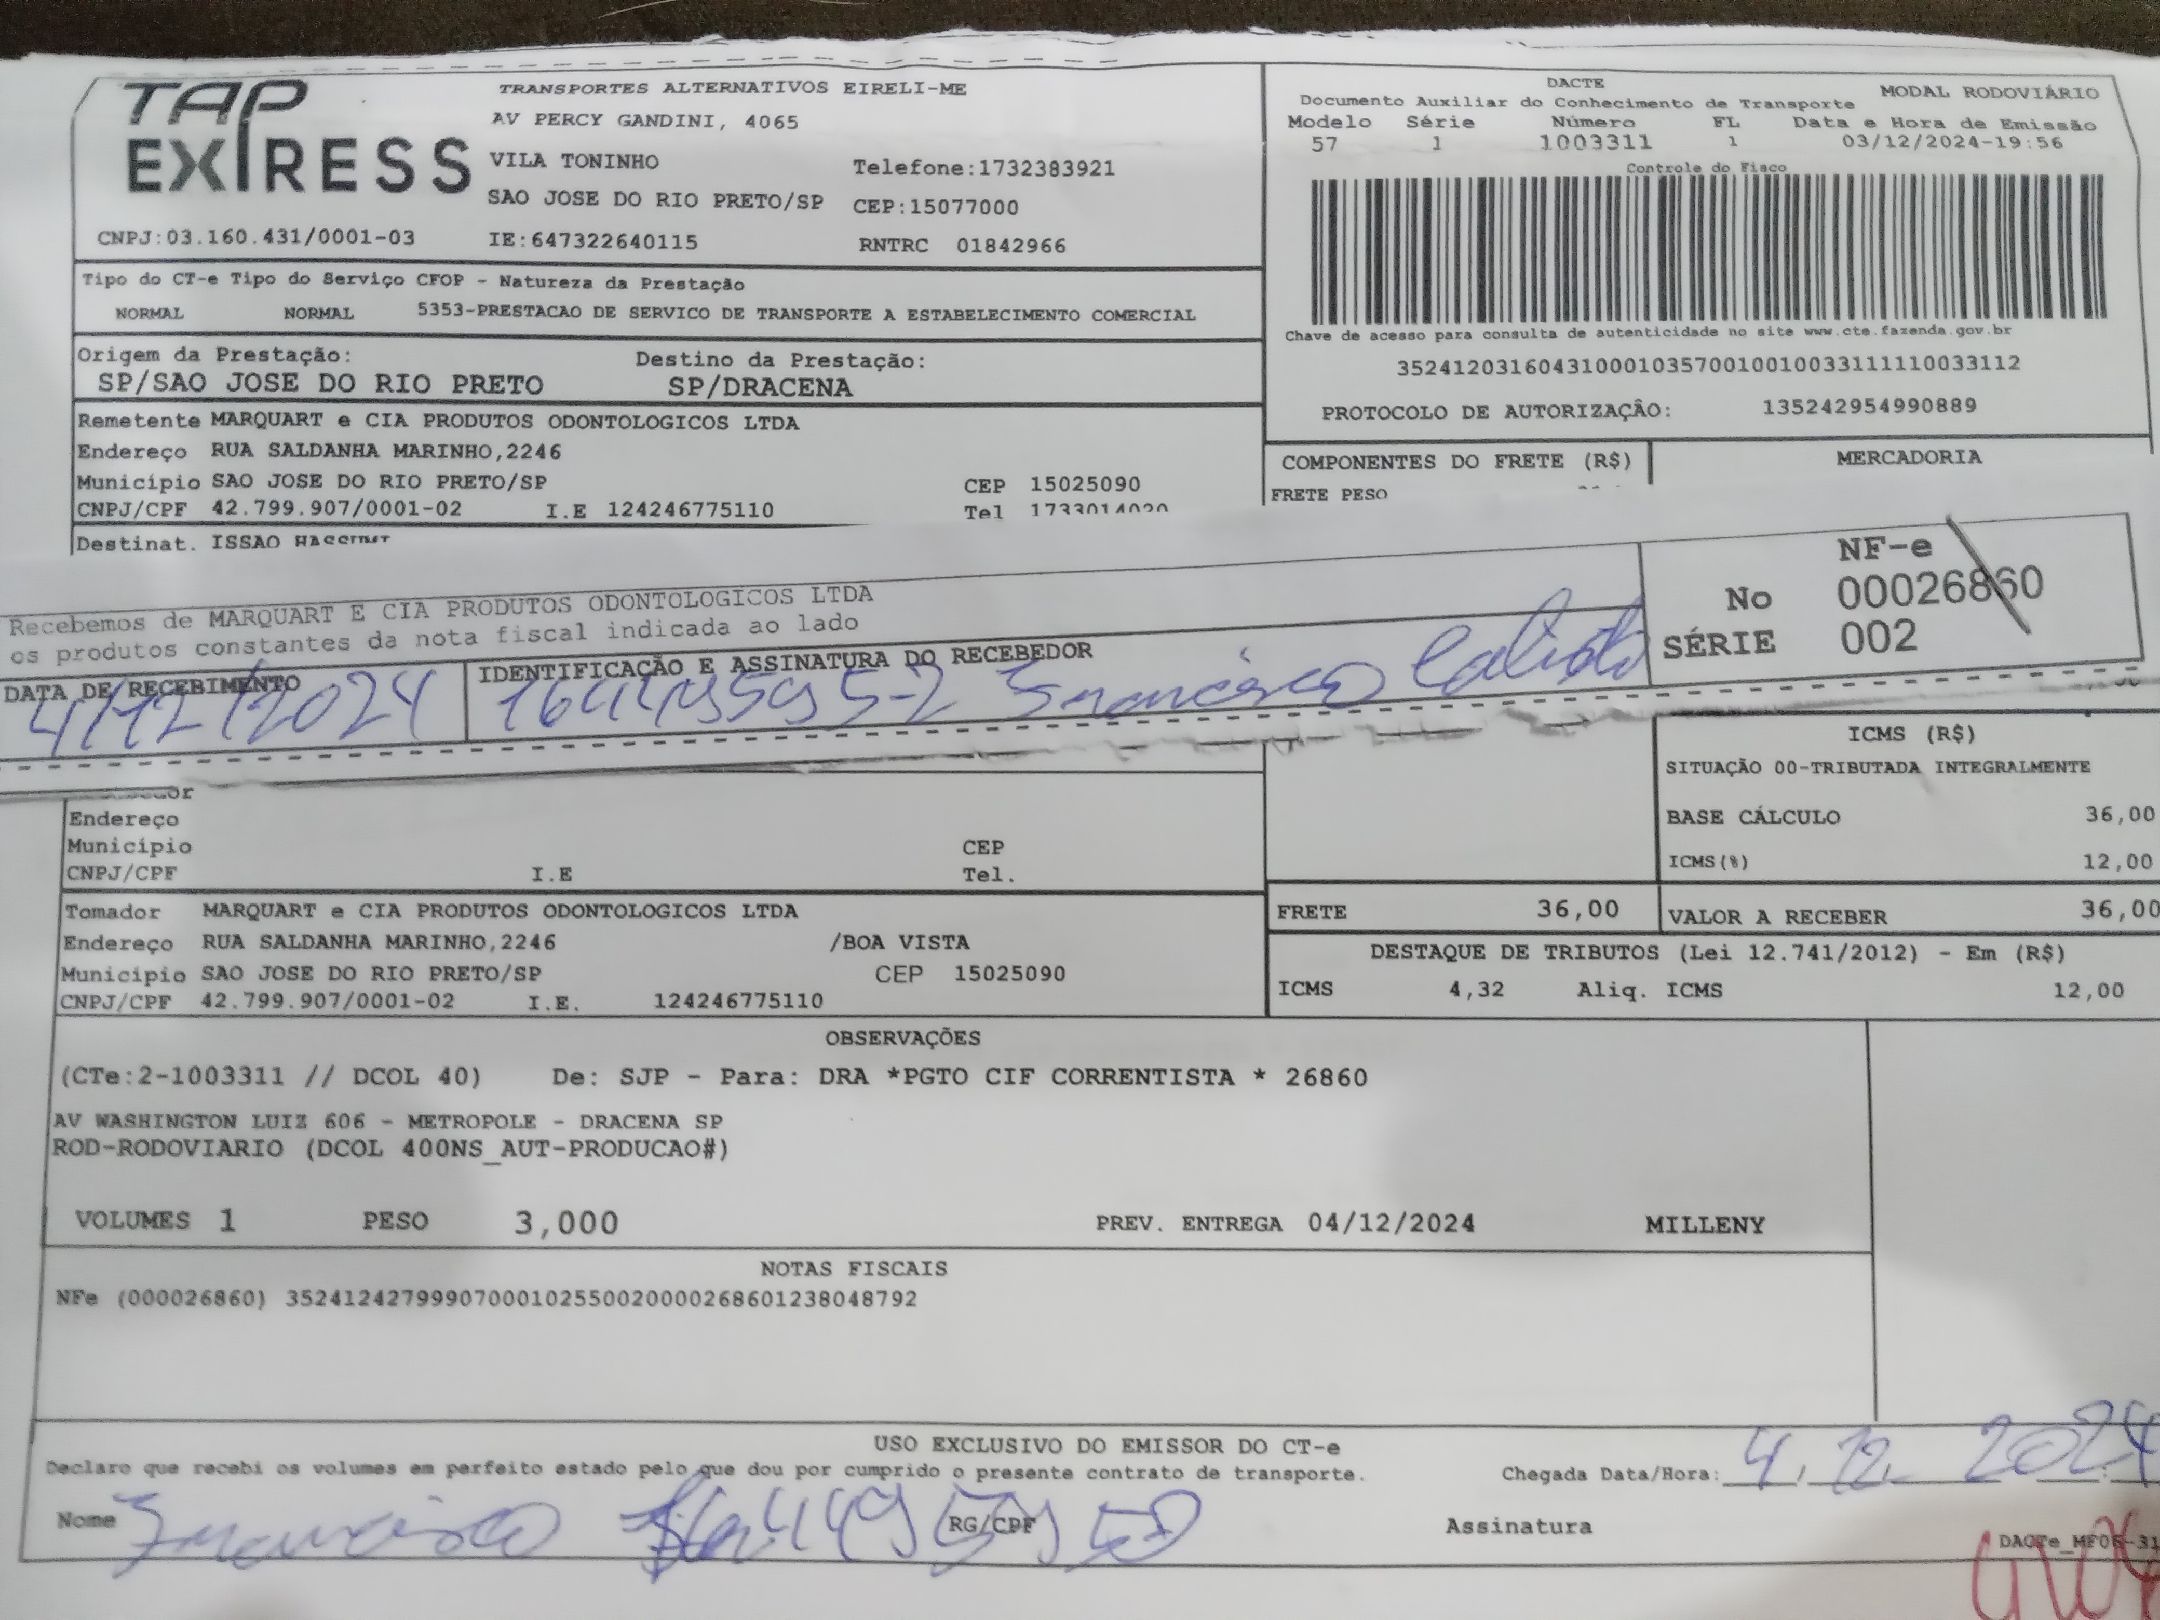 TAP EXPRESS
TRANSPORTES ALTERNATIVOS EIRELI-ME
AV PERCY GANDINI, 4065
VILA TONINHO Telefone:1732383921
SAO JOSE DO RIO PRETO/SP CEP:15077000
CNPJ:03.160.431/0001-03 IE:647322640115 RNTRC 01842966
DACTE MODAL RODOVIÁRIO
Documento Auxiliar do Conhecimento de Transporte
Modelo Série Número FL Data e Hora de Emissão
57 1 1003311 1 03/12/2024-19:56
Controle do Fisco
Chave de acesso para consulta de autenticidade no site www.cte.fazenda.gov.br
35241203160431000103570010010033111110033112
PROTOCOLO DE AUTORIZAÇÃO: 135242954990889
Tipo do CT-e Tipo do Serviço CFOP - Natureza da Prestação
NORMAL NORMAL 5353-PRESTACAO DE SERVICO DE TRANSPORTE A ESTABELECIMENTO COMERCIAL
Origem da Prestação: Destino da Prestação:
SP/SAO JOSE DO RIO PRETO SP/DRACENA
Remetente MARQUART e CIA PRODUTOS ODONTOLOGICOS LTDA
Endereço RUA SALDANHA MARINHO,2246
Município SAO JOSE DO RIO PRETO/SP CEP 15025090
CNPJ/CPF 42.799.907/0001-02 I.E 124246775110 Tel 1733014020
Destinat. ISSAO
COMPONENTES DO FRETE (R$) MERCADORIA
FRETE PESO
Recebemos de MARQUART E CIA PRODUTOS ODONTOLOGICOS LTDA
os produtos constantes da nota fiscal indicada ao lado
NF-e
No 00026860
SÉRIE 002
DATA DE RECEBIMENTO IDENTIFICAÇÃO E ASSINATURA DO RECEBEDOR
4/12/2024 Francisco
ICMS (R$)
SITUAÇÃO 00-TRIBUTADA INTEGRALMENTE
BASE CÁLCULO 36,00
ICMS(%) 12,00
Endereço
Município CEP
CNPJ/CPF I.E Tel.
Tomador MARQUART e CIA PRODUTOS ODONTOLOGICOS LTDA
Endereço RUA SALDANHA MARINHO,2246 /BOA VISTA
Municipio SAO JOSE DO RIO PRETO/SP CEP 15025090
CNPJ/CPF 42.799.907/0001-02 I.E. 124246775110
FRETE 36,00 VALOR A RECEBER 36,00
DESTAQUE DE TRIBUTOS (Lei 12.741/2012) - Em (R$)
ICMS 4,32 Aliq. ICMS 12,00
OBSERVAÇÕES
(CTe:2-1003311 // DCOL 40) De: SJP - Para: DRA *PGTO CIF CORRENTISTA * 26860
AV WASHINGTON LUIZ 606 - METROPOLE - DRACENA SP
ROD-RODOVIARIO (DCOL 400NS_AUT-PRODUCAO#)
VOLUMES 1 PESO 3,000 PREV. ENTREGA 04/12/2024 MILLENY
NOTAS FISCAIS
NFe (000026860) 35241242799907000102550020000268601238048792
USO EXCLUSIVO DO EMISSOR DO CT-e
Declaro que recebi os volumes em perfeito estado pelo que dou por cumprido o presente contrato de transporte. Chegada Data/Hora: 4.12.2024
Nome Francisco RG/CPF Assinatura